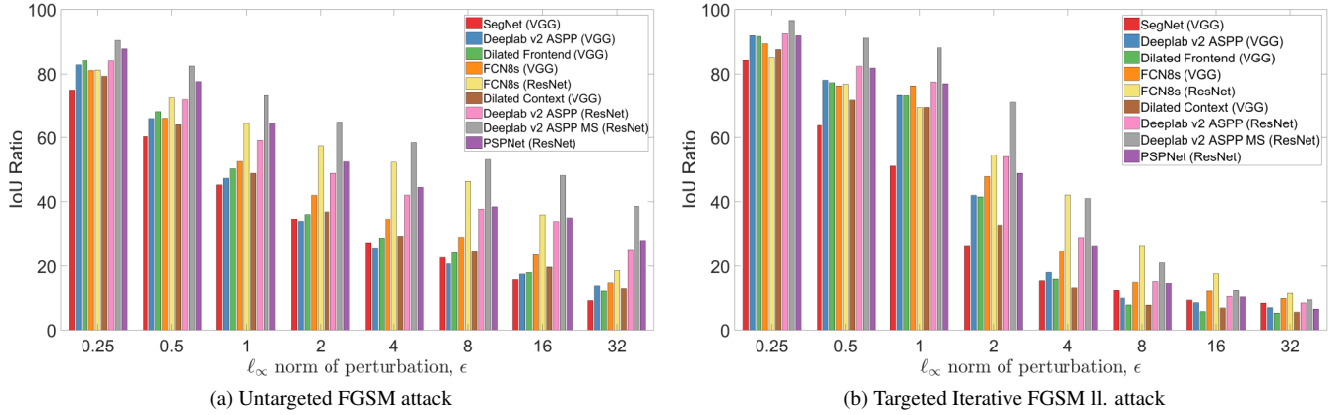 100
80
60
40
20
0
IoU Ratio
SegNet (VGG)
Deeplab v2 ASPP (VGG)
Dilated Frontend (VGG)
FCN8s (VGG)
FCN8s (ResNet)
Dilated Context (VGG)
Deeplab v2 ASPP (ResNet)
Deeplab v2 ASPP MS (ResNet)
PSPNet (ResNet)
0.25 0.5 1 2 4 8 16 32
ℓ∞ norm of perturbation, ϵ
(a) Untargeted FGSM attack
100
80
60
40
20
0
IoU Ratio
SegNet (VGG)
Deeplab v2 ASPP (VGG)
Dilated Frontend (VGG)
FCN8s (VGG)
FCN8s (ResNet)
Dilated Context (VGG)
Deeplab v2 ASPP (ResNet)
Deeplab v2 ASPP MS (ResNet)
PSPNet (ResNet)
0.25 0.5 1 2 4 8 16 32
ℓ∞ norm of perturbation, ϵ
(b) Targeted Iterative FGSM ll. attack